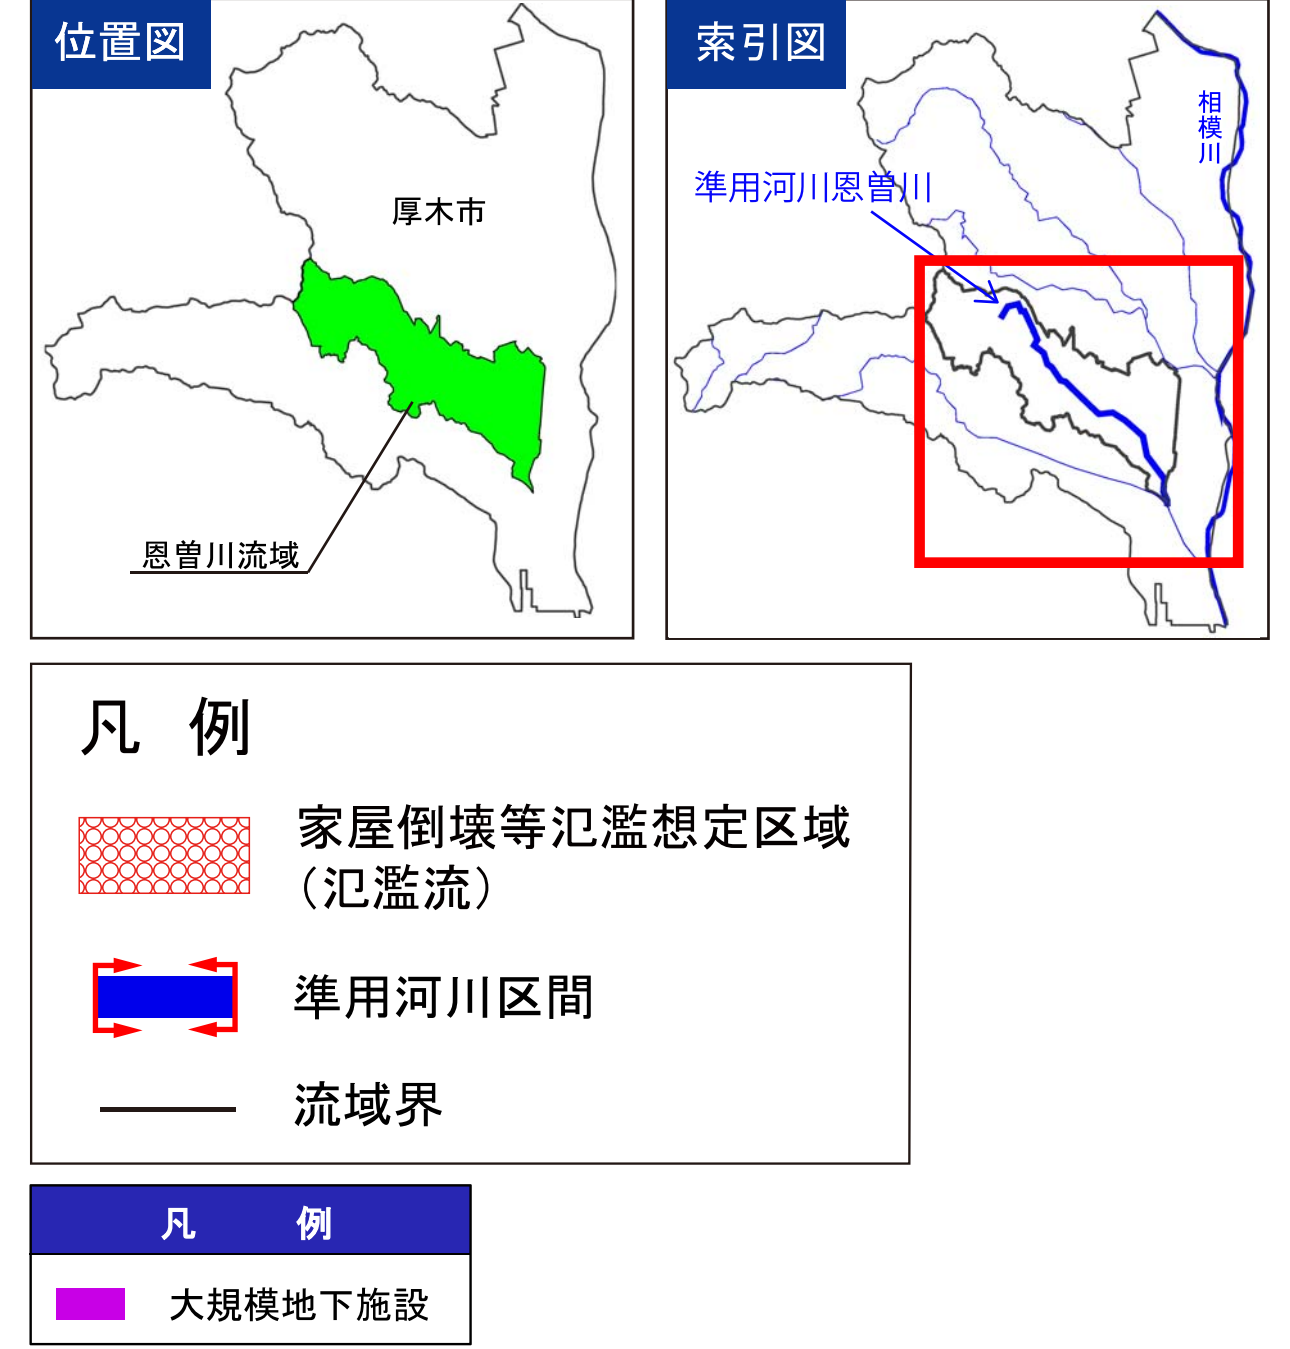 位置図
厚木市
恩曽川流域
索引図
相模川
準用河川恩曽川
凡 例
家屋倒壊等氾濫想定区域
（氾濫流）
準用河川区間
流域界
凡 例
大規模地下施設